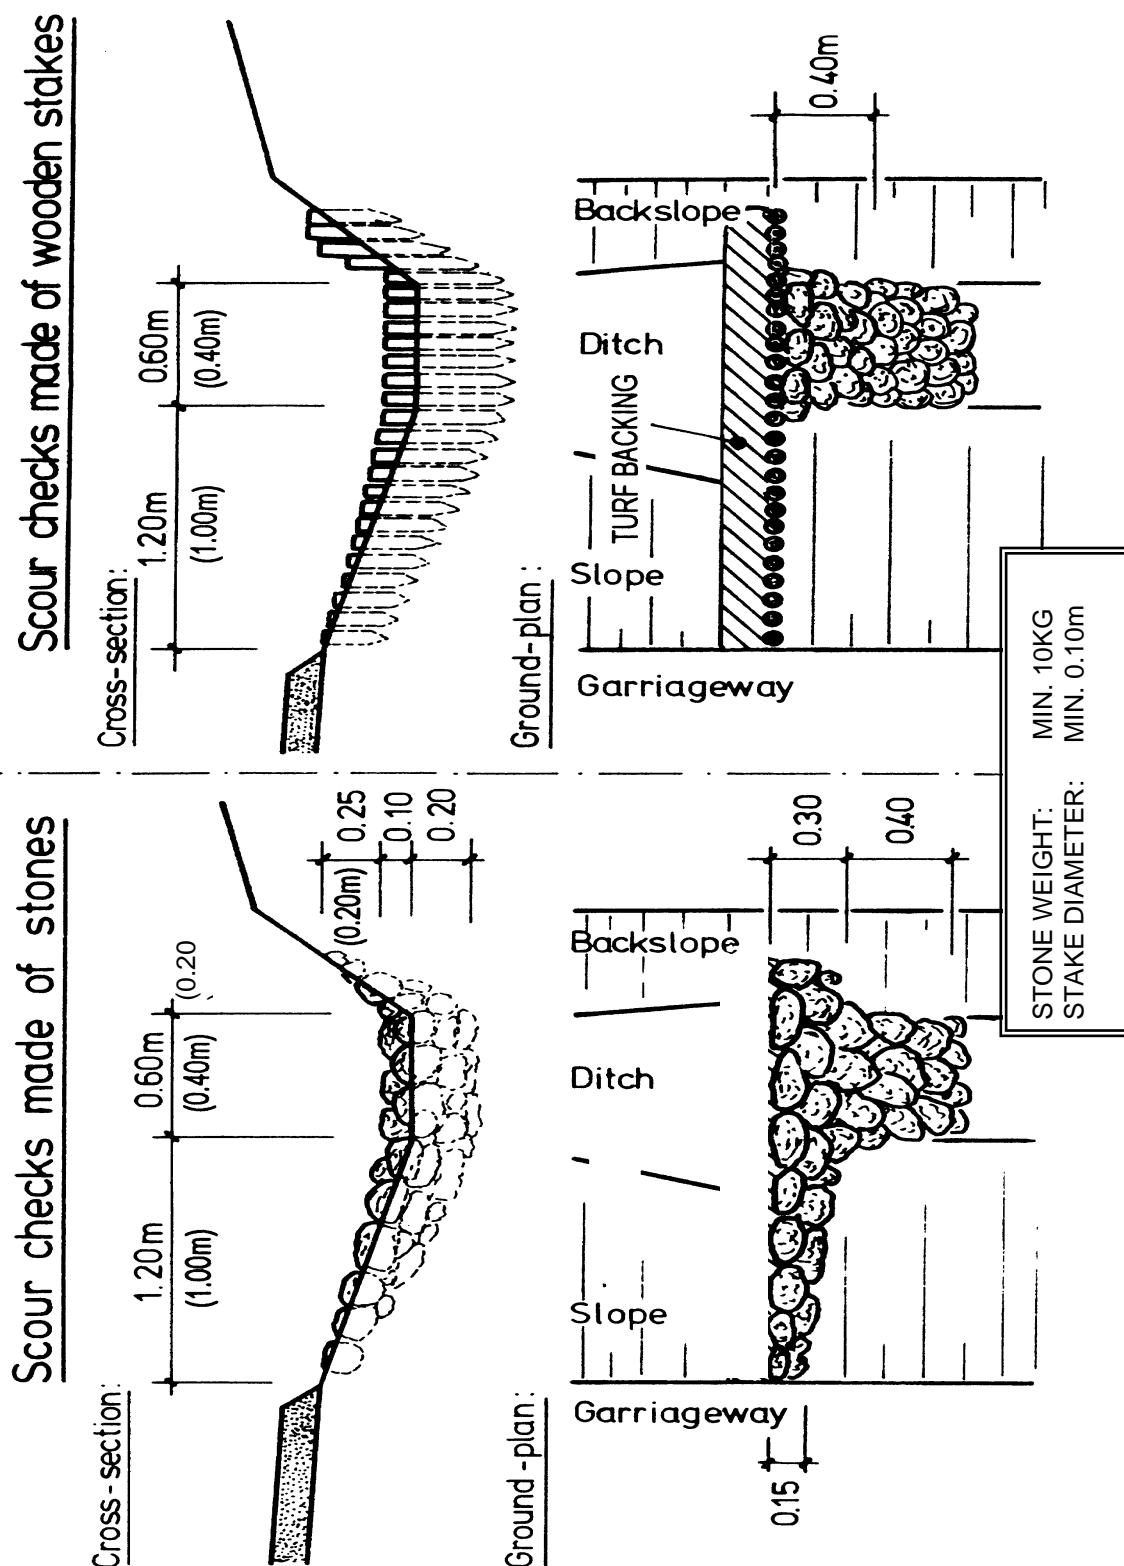 Scour checks made of stones
Cross-section:
1.20m
(1.00m)
0.60m
(0.40m)
(0.20
(0.20m)
0.25
0.10
0.20
Ground-plan:
Garriageway
Slope
Ditch
Backslope
0.15
0.30
0.40
Scour checks made of wooden stakes
Cross-section:
1.20m
(1.00m)
0.60m
(0.40m)
Ground-plan:
Garriageway
Slope
TURF BACKING
Ditch
Backslope
0.40m
STONE WEIGHT: MIN. 10KG
STAKE DIAMETER: MIN. 0.10m